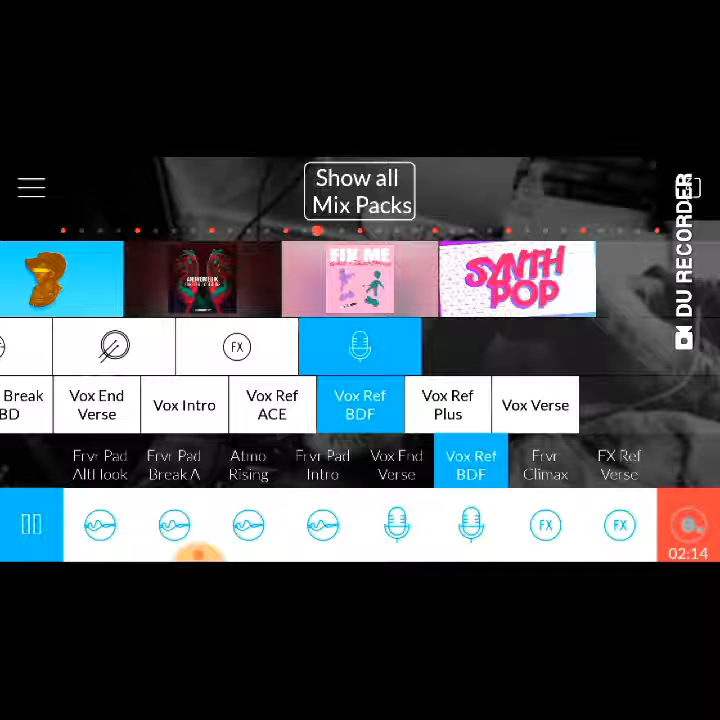 Show all
Mix Packs
DU RECORDER
FIX ME
SYNTH
POP
FX
Break
BD
Vox End
Verse
Vox Intro
Vox Ref
ACE
Vox Ref
BDF
Vox Ref
Plus
Vox Verse
Frvr Pad
AltHook
Frvr Pad
Break A
Atmo
Rising
Frvr Pad
Intro
Vox End
Verse
Vox Ref
BDF
Frvr
Climax
FX Ref
Verse
FX
FX
02:14